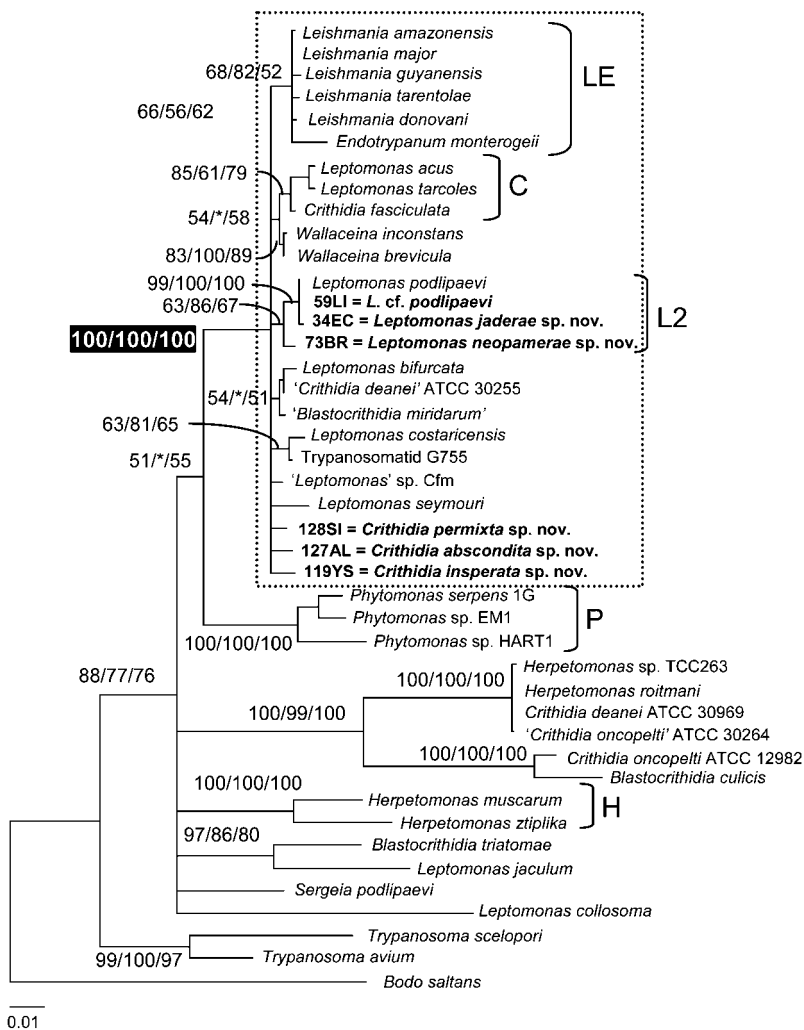 Leishmania amazonensis
Leishmania major
68/82/52
Leishmania guyanensis
LE
Leishmania tarentolae
66/56/62
Leishmania donovani
Endotrypanum monterogeii
Leptomonas acus
85/61/79
Leptomonas tarcoles
C
Crithidia fasciculata
54/*/58
Wallaceina inconstans
83/100/89
Wallaceina brevicula
99/100/100
Leptomonas podlipaevi
63/86/67
59LI = L. cf. podlipaevi
34EC = Leptomonas jaderae sp. nov.
L2
100/100/100
73BR = Leptomonas neopamerae sp. nov.
Leptomonas bifurcata
'Crithidia deanei' ATCC 30255
54/*/51
'Blastocrithidia miridarum'
63/81/65
Leptomonas costaricensis
Trypanosomatid G755
51/*/55
'Leptomonas' sp. Cfm
Leptomonas seymouri
128SI = Crithidia permixta sp. nov.
127AL = Crithidia abscondita sp. nov.
119YS = Crithidia insperata sp. nov.
Phytomonas serpens 1G
Phytomonas sp. EM1
P
100/100/100
Phytomonas sp. HART1
88/77/76
Herpetomonas sp. TCC263
100/100/100
Herpetomonas roitmani
100/99/100
Crithidia deanei ATCC 30969
'Crithidia oncopelti' ATCC 30264
100/100/100
Crithidia oncopelti ATCC 12982
Blastocrithidia culicis
100/100/100
Herpetomonas muscarum
H
Herpetomonas ztiplika
97/86/80
Blastocrithidia triatomae
Leptomonas jaculum
Sergeia podlipaevi
Leptomonas collosoma
Trypanosoma scelopori
99/100/97
Trypanosoma avium
Bodo saltans
0.01